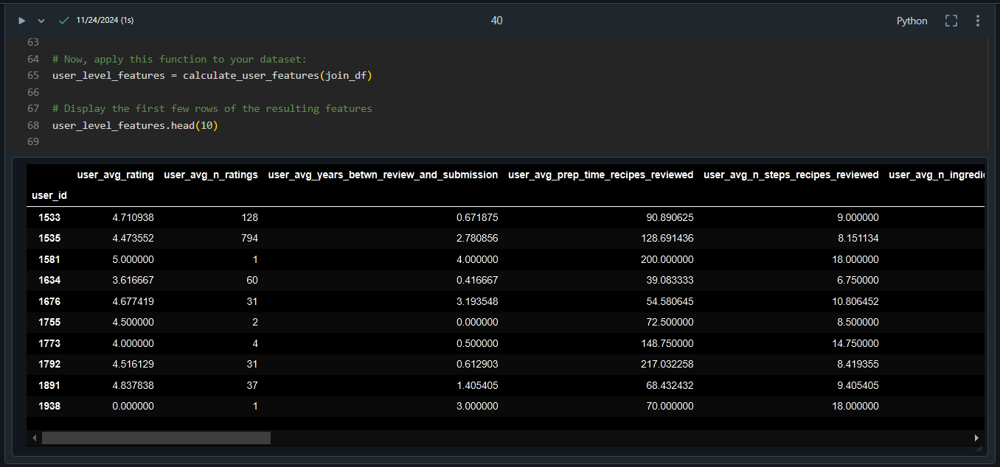 11/24/2024 (1s) 40 Python
63
64 # Now, apply this function to your dataset:
65 user_level_features = calculate_user_features(join_df)
66
67 # Display the first few rows of the resulting features
68 user_level_features.head(10)
69
user_avg_rating user_avg_n_ratings user_avg_years_betwn_review_and_submission user_avg_prep_time_recipes_reviewed user_avg_n_steps_recipes_reviewed user_avg_n_ingredie
user_id
1533 4.710938 128 0.671875 90.890625 9.000000
1535 4.473552 794 2.780856 128.691436 8.151134
1581 5.000000 1 4.000000 200.000000 18.000000
1634 3.616667 60 0.416667 39.083333 6.750000
1676 4.677419 31 3.193548 54.580645 10.806452
1755 4.500000 2 0.000000 72.500000 8.500000
1773 4.000000 4 0.500000 148.750000 14.750000
1792 4.516129 31 0.612903 217.032258 8.419355
1891 4.837838 37 1.405405 68.432432 9.405405
1938 0.000000 1 3.000000 70.000000 18.000000